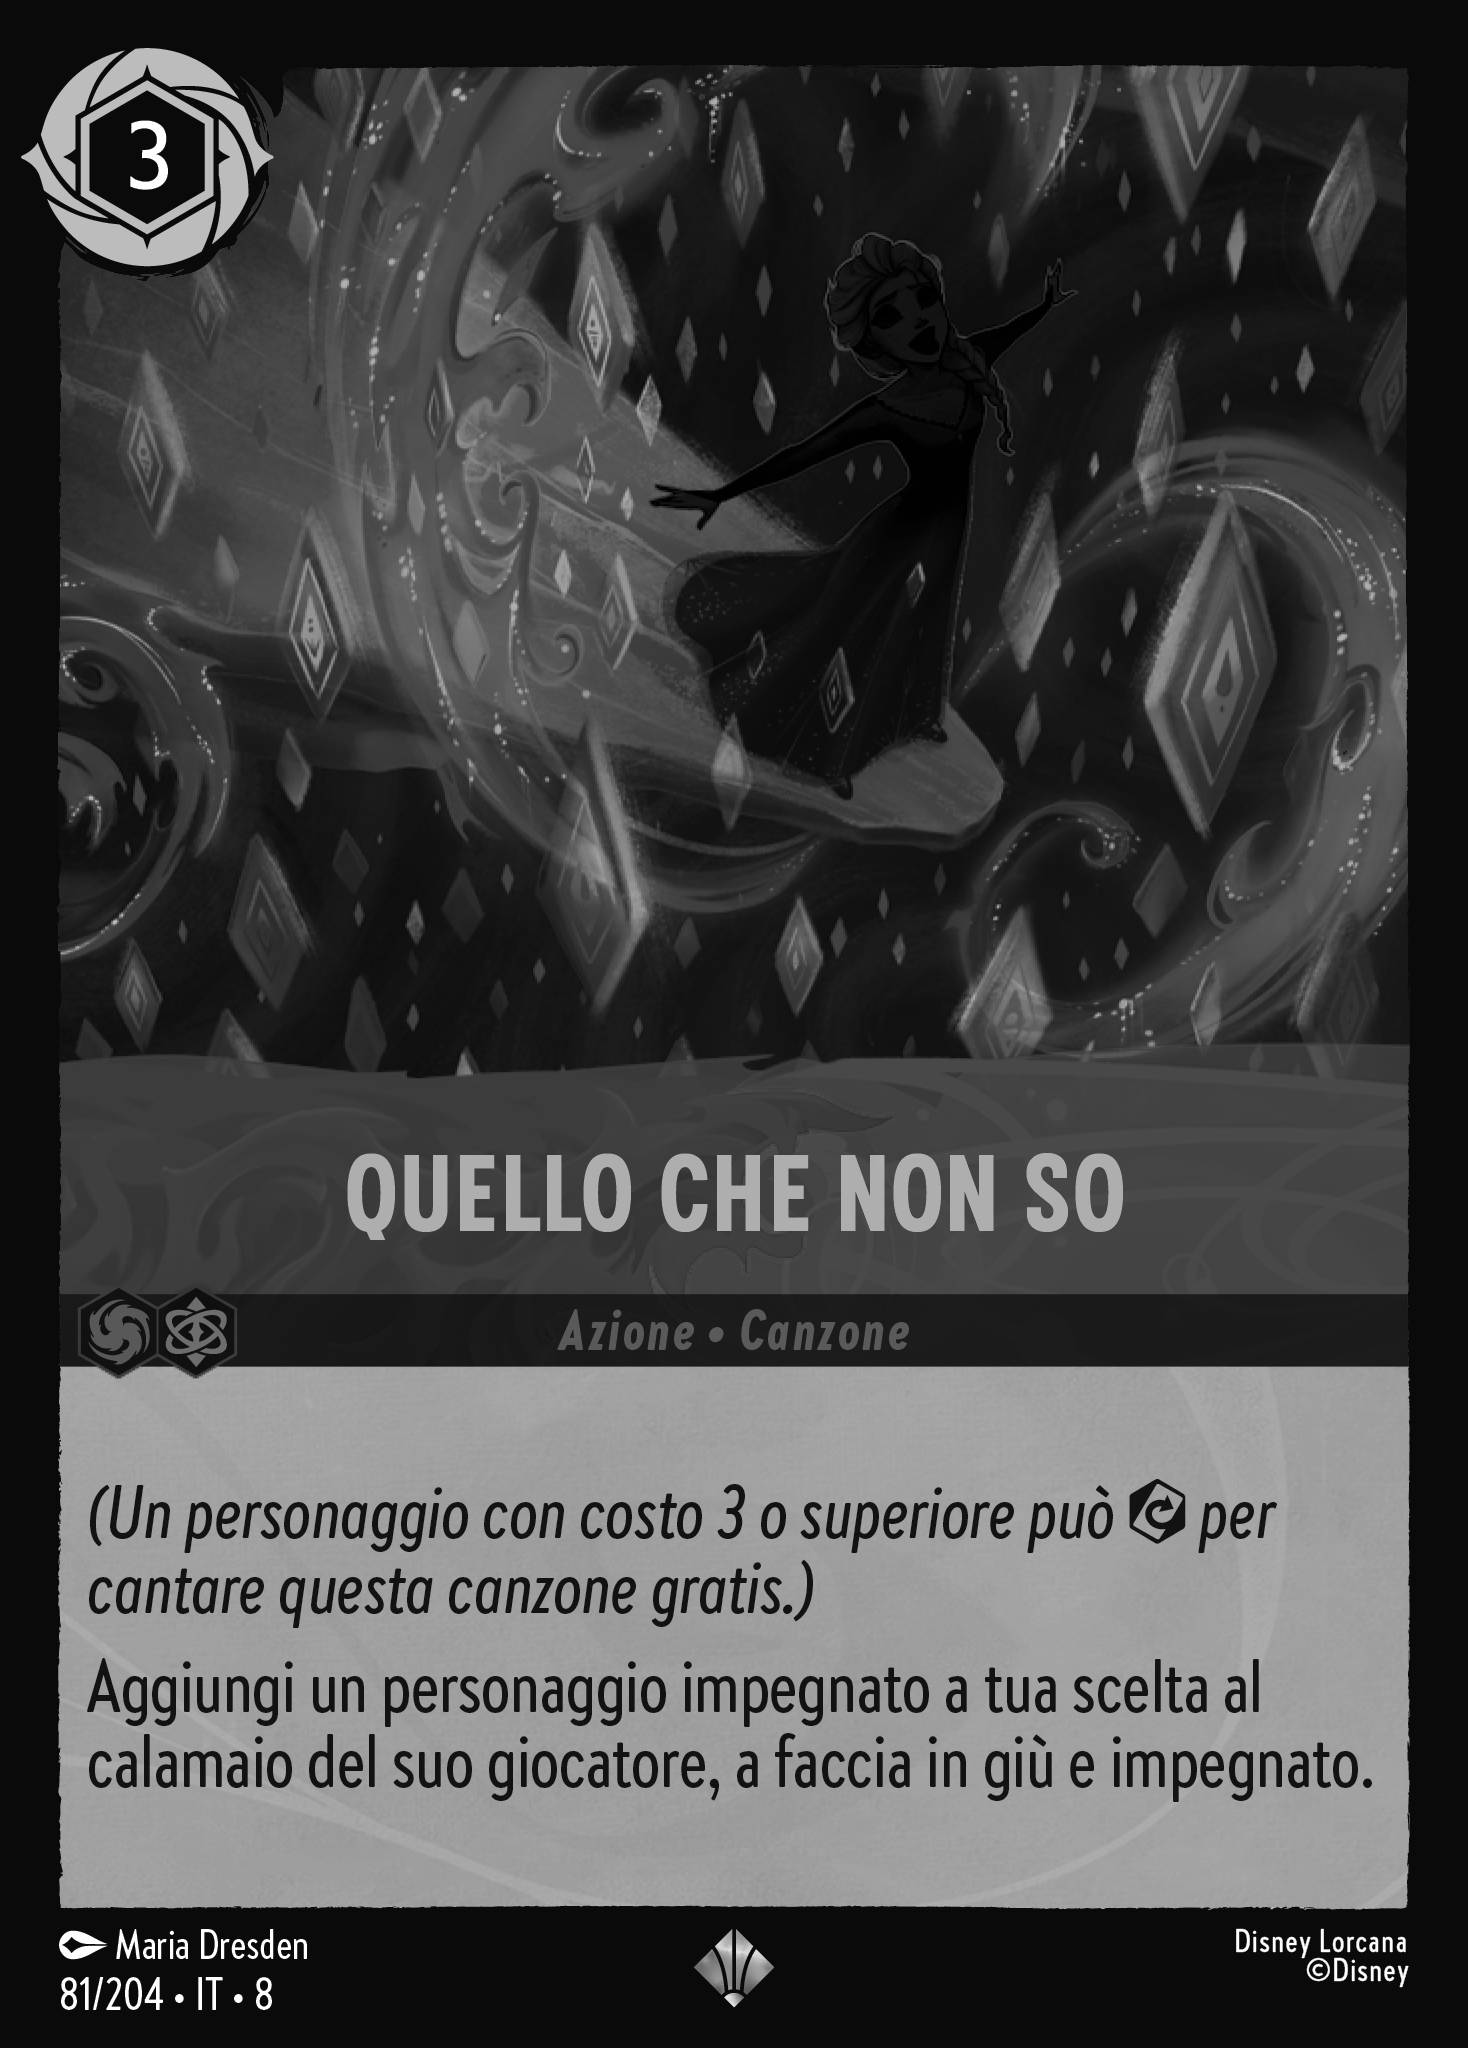 3
QUELLO CHE NON SO
Azione • Canzone
(Un personaggio con costo 3 o superiore può per
cantare questa canzone gratis.)
Aggiungi un personaggio impegnato a tua scelta al
calamaio del suo giocatore, a faccia in giù e impegnato.
Maria Dresden
81/204 • IT • 8
Disney Lorcana
©Disney